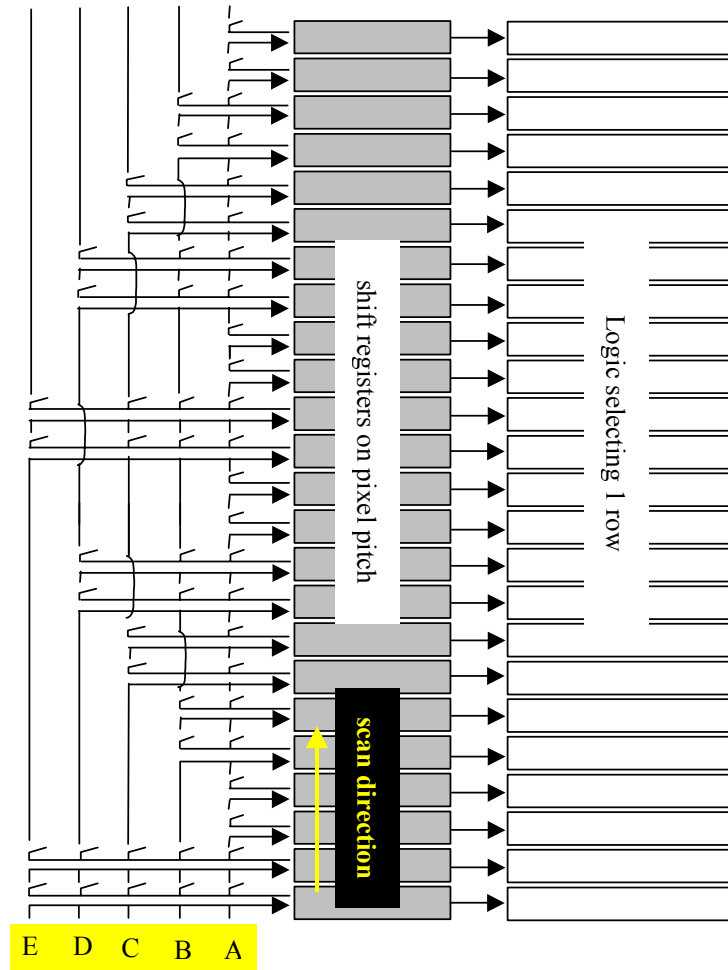 shift registers on pixel pitch
Logic selecting 1 row
scan direction
E D C B A